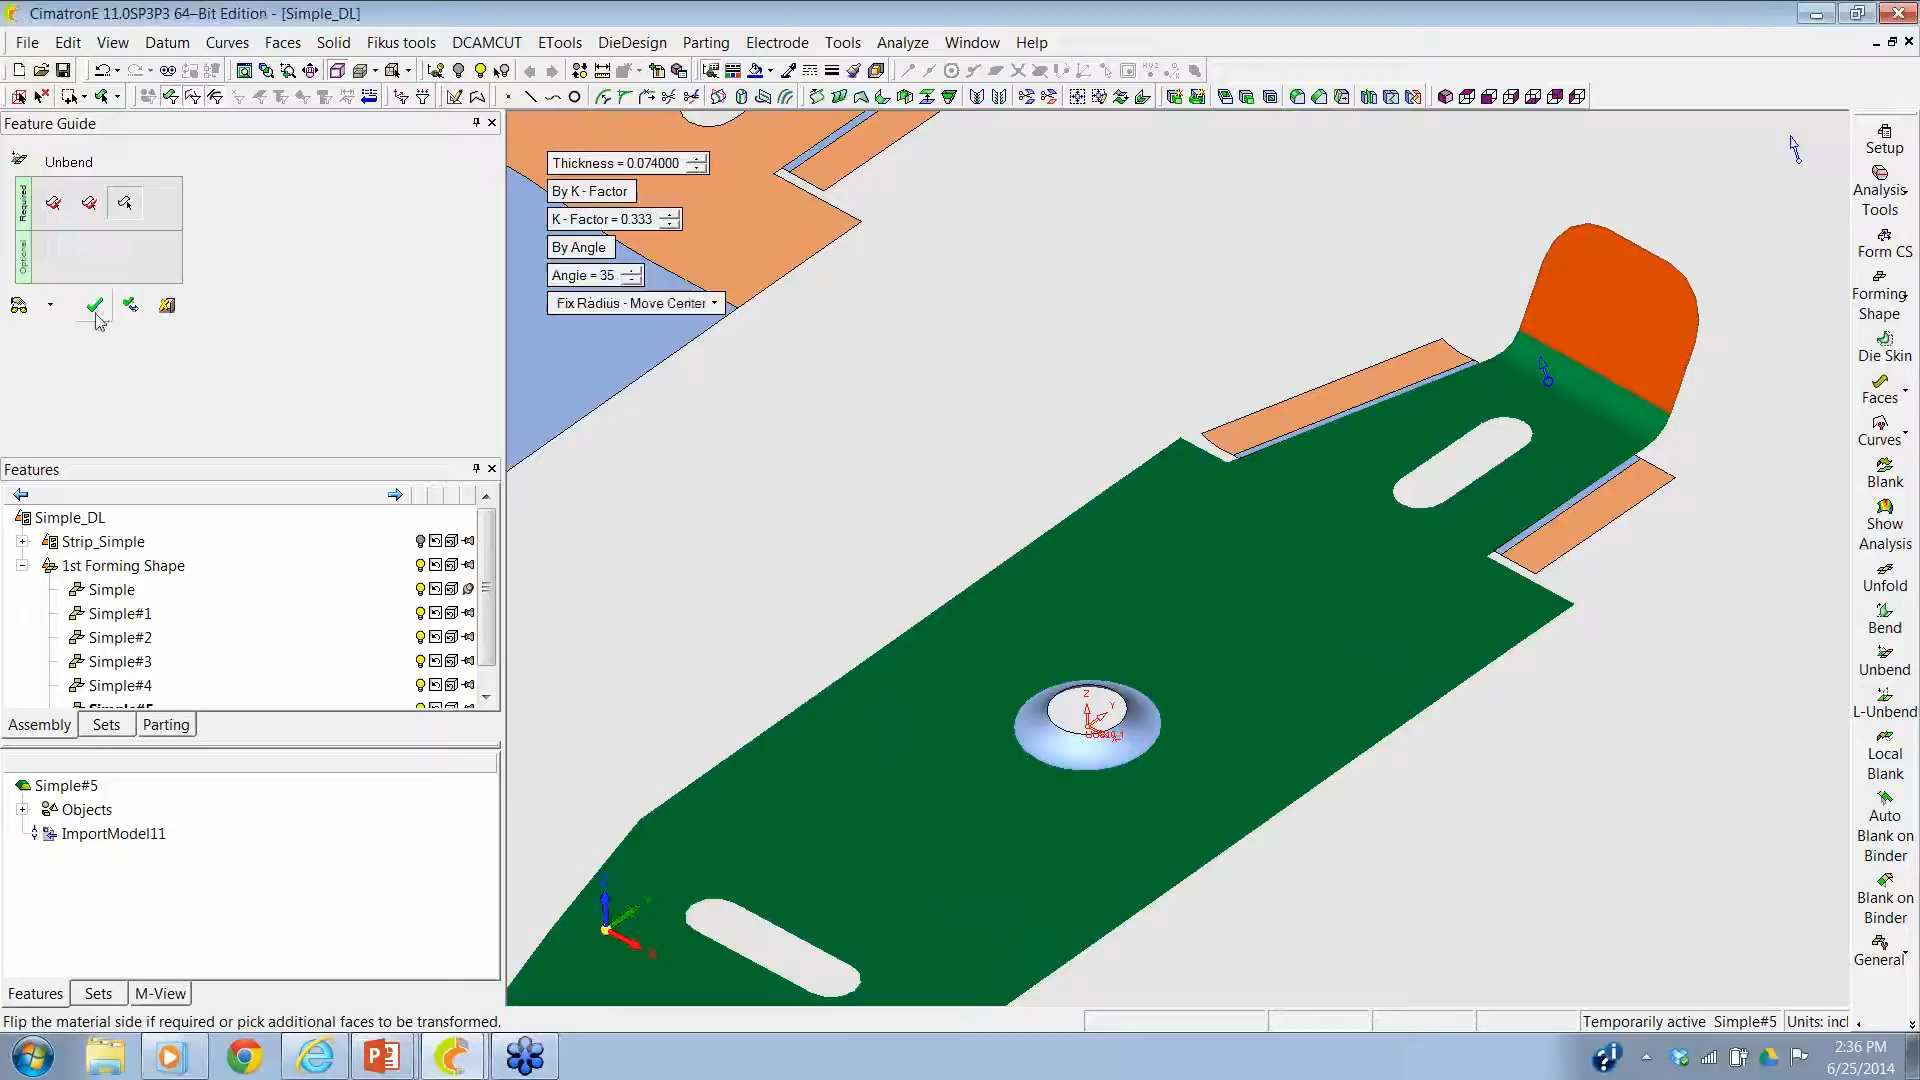 CimatronE 11.0SP3P3 64-Bit Edition - [Simple_DL]
File Edit View Datum Curves Faces Solid Fikus tools DCAMCUT ETools DieDesign Parting Electrode Tools Analyze Window Help
Feature Guide
Unbend
Required
Optional
Thickness = 0.074000
By K - Factor
K - Factor = 0.333
By Angle
Angle = 35
Fix Radius - Move Center
Features
Simple_DL
Strip_Simple
1st Forming Shape
Simple
Simple#1
Simple#2
Simple#3
Simple#4
Assembly Sets Parting
Simple#5
Objects
ImportModel11
Features Sets M-View
Z
Y
X
Setup
Analysis
Tools
Form CS
Forming
Shape
Die Skin
Faces
Curves
Blank
Show
Analysis
Unfold
Bend
Unbend
L-Unbend
Local
Blank
Auto
Blank on
Binder
Blank on
Binder
General
Flip the material side if required or pick additional faces to be transformed.
Temporarily active Simple#5 Units: incl
2:36 PM
6/25/2014